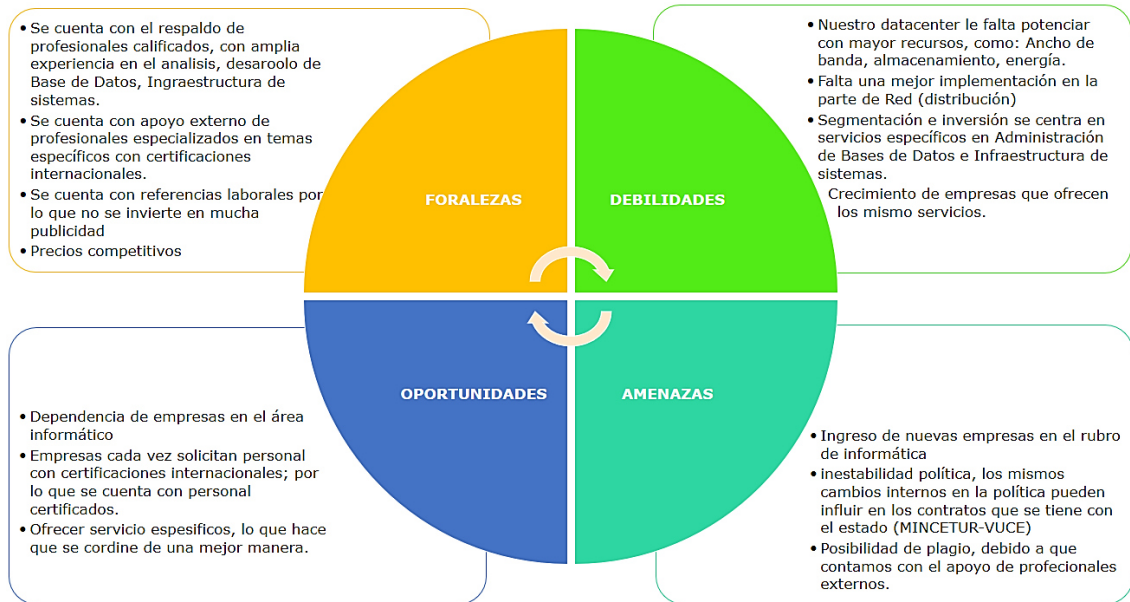 • Se cuenta con el respaldo de
profesionales calificados, con amplia
experiencia en el analisis, desaroolo de
Base de Datos, Ingraestructura de
sistemas.
• Se cuenta con apoyo externo de
profesionales especializados en temas
específicos con certificaciones
internacionales.
• Se cuenta con referencias laborales por
lo que no se invierte en mucha
publicidad
• Precios competitivos
FORALEZAS
DEBILIDADES
• Nuestro datacenter le falta potenciar
con mayor recursos, como: Ancho de
banda, almacenamiento, energía.
• Falta una mejor implementación en la
parte de Red (distribución)
• Segmentación e inversión se centra en
servicios específicos en Administración
de Bases de Datos e Infraestructura de
sistemas.
Crecimiento de empresas que ofrecen
los mismo servicios.
• Dependencia de empresas en el área
informático
• Empresas cada vez solicitan personal
con certificaciones internacionales; por
lo que se cuenta con personal
certificados.
• Ofrecer servicio espesificos, lo que hace
que se cordine de una mejor manera.
OPORTUNIDADES
AMENAZAS
• Ingreso de nuevas empresas en el rubro
de informática
• inestabilidad política, los mismos
cambios internos en la política pueden
influir en los contratos que se tiene con
el estado (MINCETUR-VUCE)
• Posibilidad de plagio, debido a que
contamos con el apoyo de profecionales
externos.